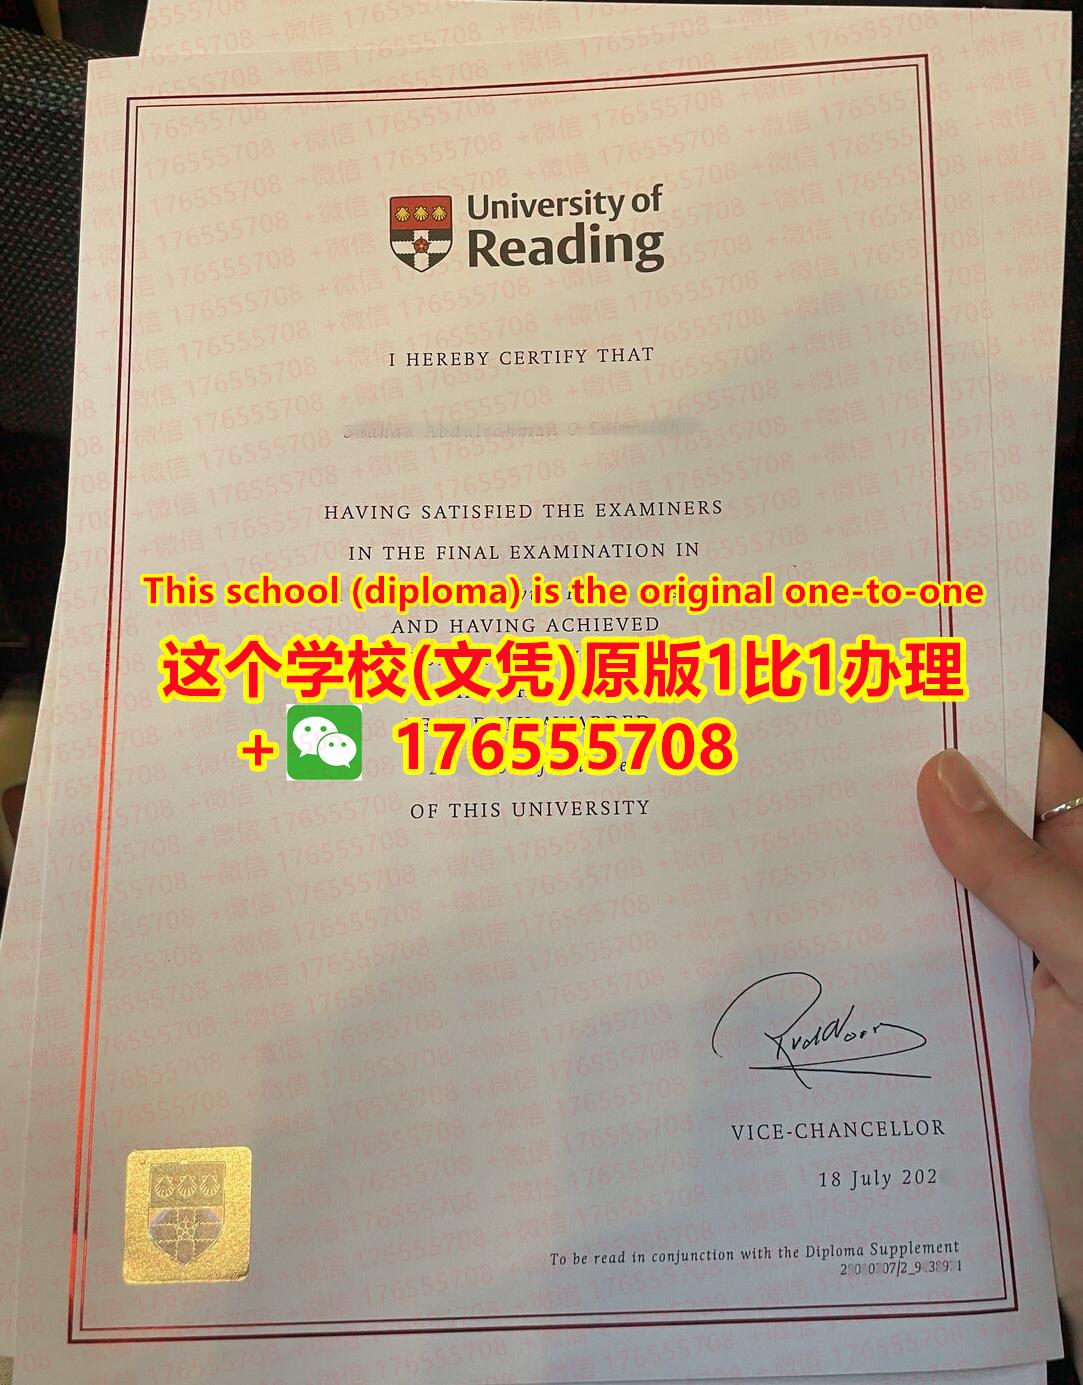 University of
Reading
I HEREBY CERTIFY THAT
Abdulrahman
HAVING SATISFIED THE EXAMINERS
IN THE FINAL EXAMINATION IN
This school (diploma) is the original one-to-one
AND HAVING ACHIEVED
这个学校(文凭)原版1比1办理
+ 176555708
OF THIS UNIVERSITY
VICE-CHANCELLOR
18 July 202
To be read in conjunction with the Diploma Supplement
+微信 176555708